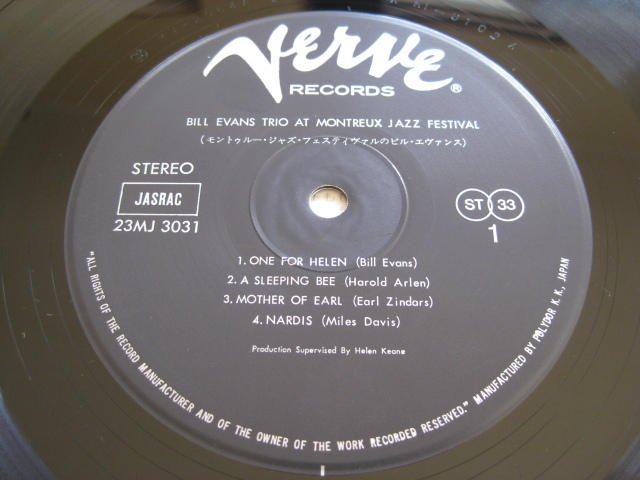 Verve
RECORDS ®
BILL EVANS TRIO AT MONTREUX JAZZ FESTIVAL
(モントゥルー・ジャズ・フェスティヴァルのビル・エヴァンス)
STEREO
JASRAC
23MJ 3031
ST 33
1
1. ONE FOR HELEN (Bill Evans)
2. A SLEEPING BEE (Harold Arlen)
3. MOTHER OF EARL (Earl Zindars)
4. NARDIS (Miles Davis)
Production Supervised By Helen Keane
"ALL RIGHTS OF THE RECORD MANUFACTURER AND OF THE OWNER OF THE WORK RECORDED RESERVED." MANUFACTURED BY POLYDOR K. K., JAPAN